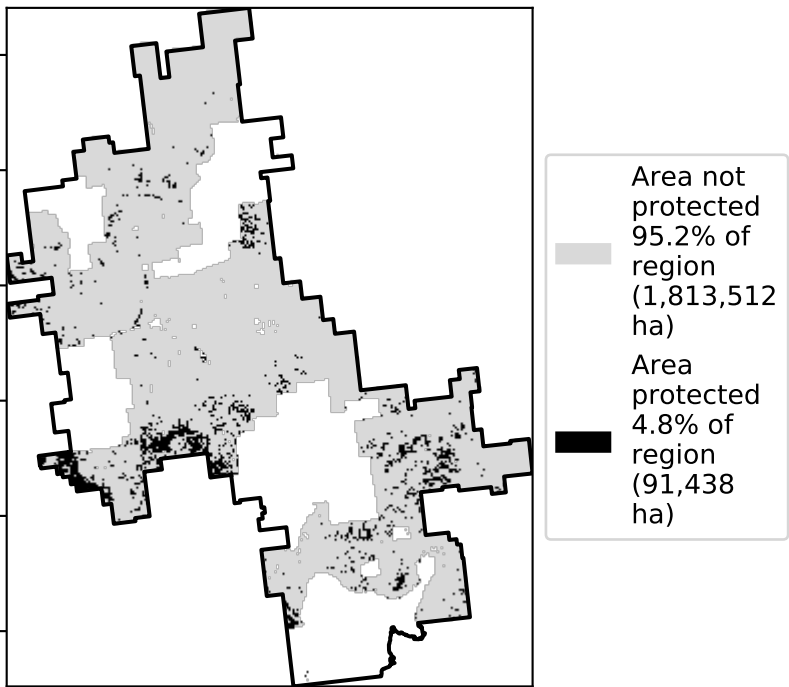 Area not
protected
95.2% of
region
(1,813,512
ha)
Area
protected
4.8% of
region
(91,438
ha)